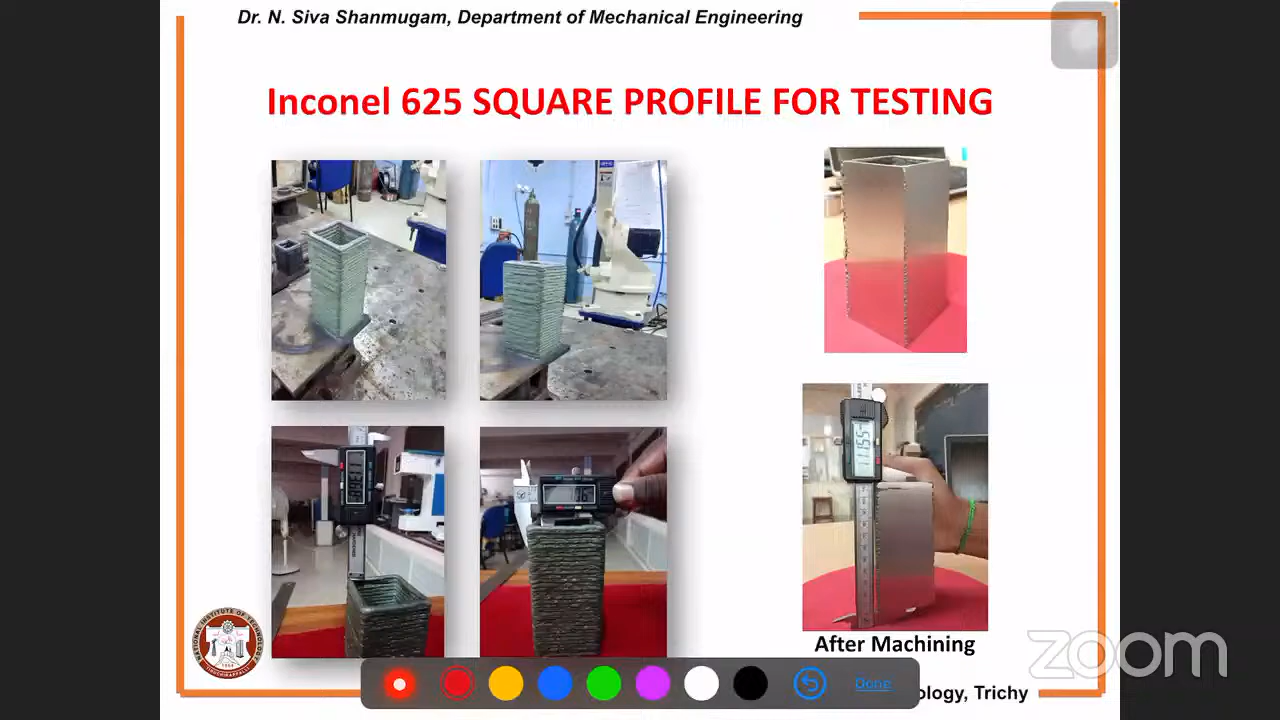 Dr. N. Siva Shanmugam, Department of Mechanical Engineering
Inconel 625 SQUARE PROFILE FOR TESTING
After Machining
zoom
Done
ology, Trichy